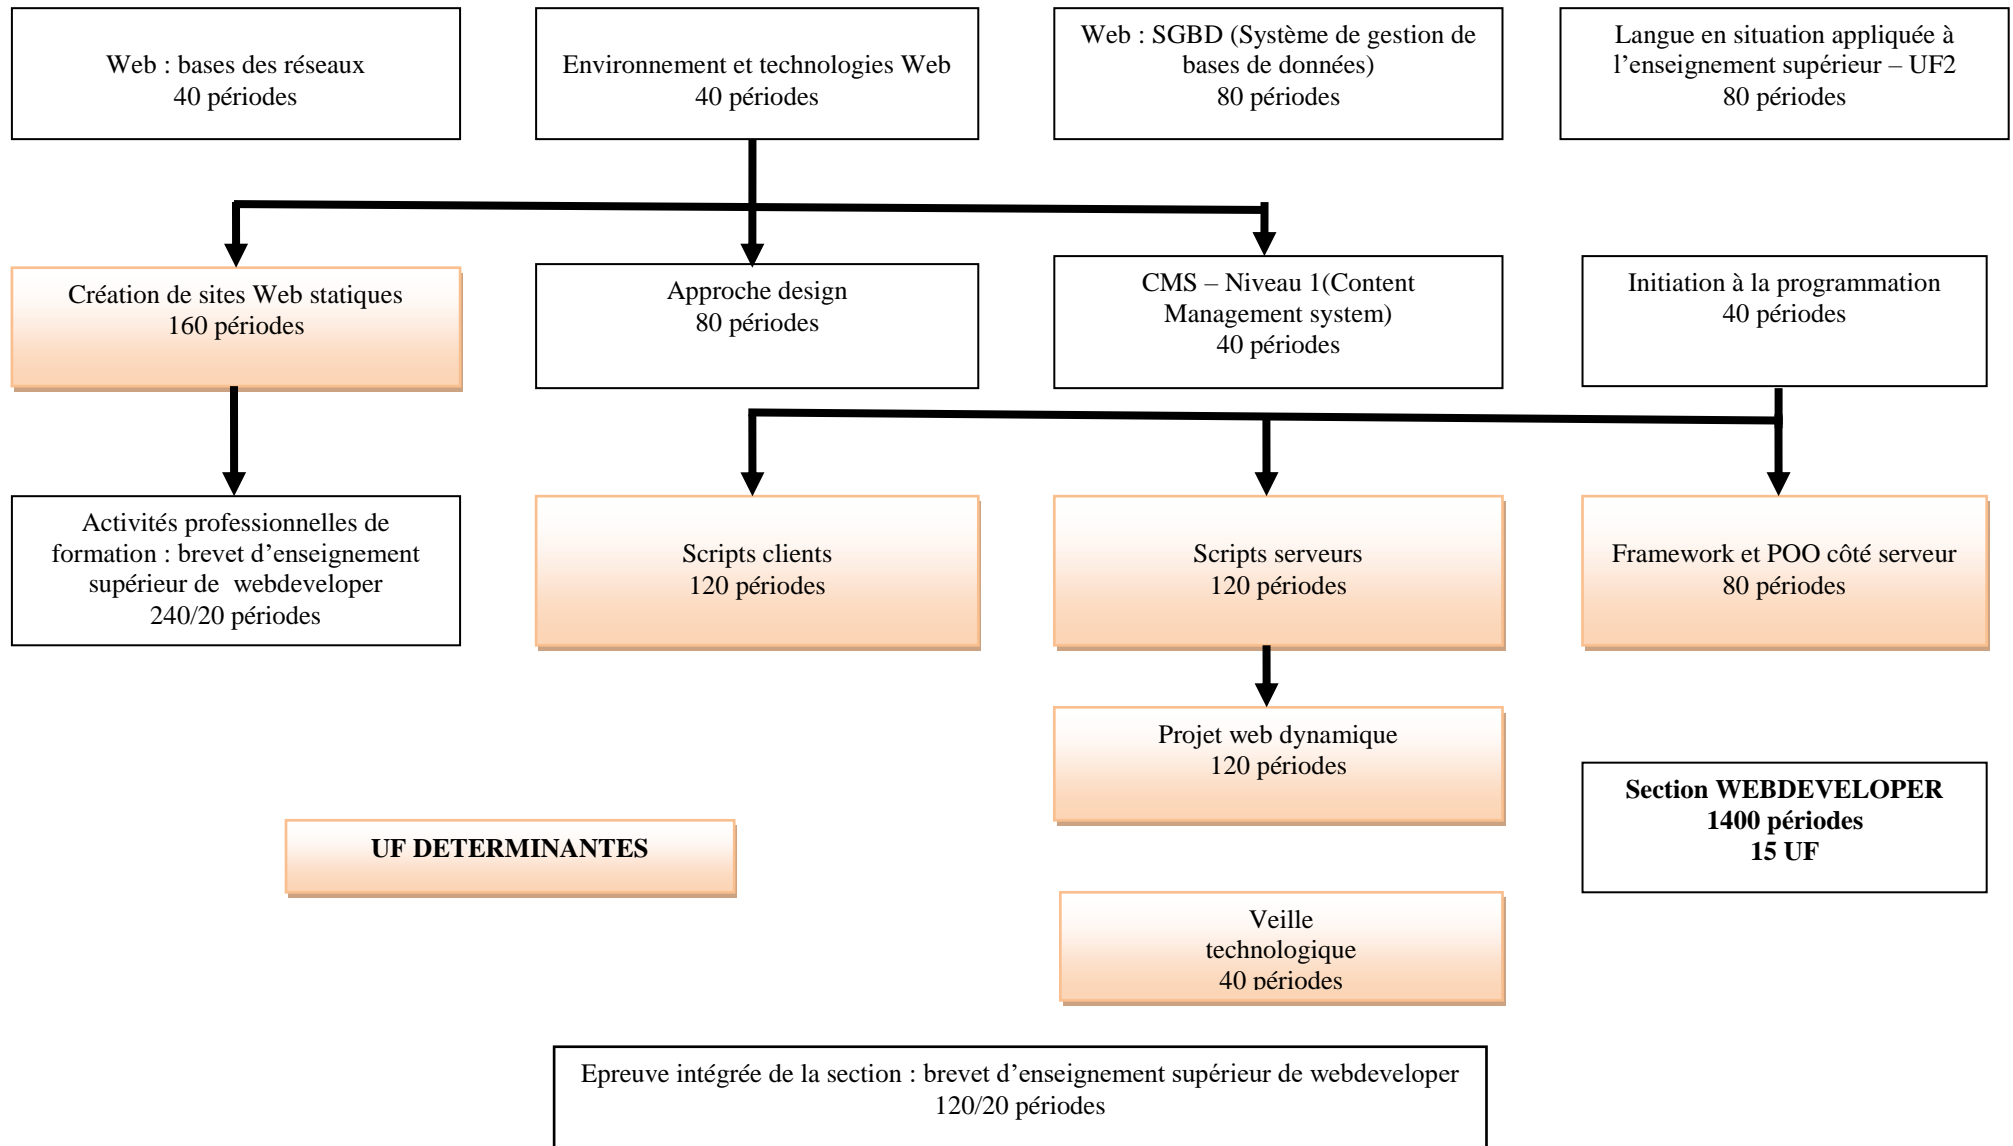 Web : bases des réseaux
40 périodes
Environnement et technologies Web
40 périodes
Web : SGBD (Système de gestion de
bases de données)
80 périodes
Langue en situation appliquée à
l’enseignement supérieur – UF2
80 périodes
Création de sites Web statiques
160 périodes
Approche design
80 périodes
CMS – Niveau 1(Content
Management system)
40 périodes
Initiation à la programmation
40 périodes
Activités professionnelles de
formation : brevet d’enseignement
supérieur de  webdeveloper
240/20 périodes
Scripts clients
120 périodes
Scripts serveurs
120 périodes
Framework et POO côté serveur
80 périodes
Projet web dynamique
120 périodes
Section WEBDEVELOPER
1400 périodes
15 UF
UF DETERMINANTES
Veille
technologique
40 périodes
Epreuve intégrée de la section : brevet d’enseignement supérieur de webdeveloper
120/20 périodes